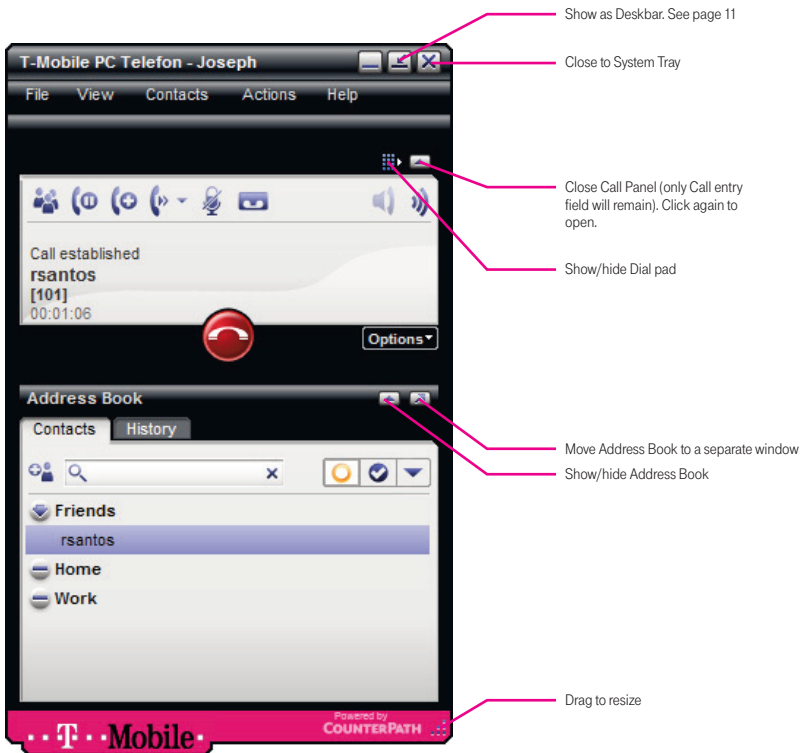 Show as Deskbar. See page 11
T-Mobile PC Telefon - Joseph
Close to System Tray
File View Contacts Actions Help
Close Call Panel (only Call entry
field will remain). Click again to
open.
Call established
rsantos
[101]
00:01:06
Show/hide Dial pad
Options
Address Book
Contacts History
Move Address Book to a separate window
Show/hide Address Book
Friends
rsantos
Home
Work
Drag to resize
··T··Mobile·
Powered by
COUNTERPATH